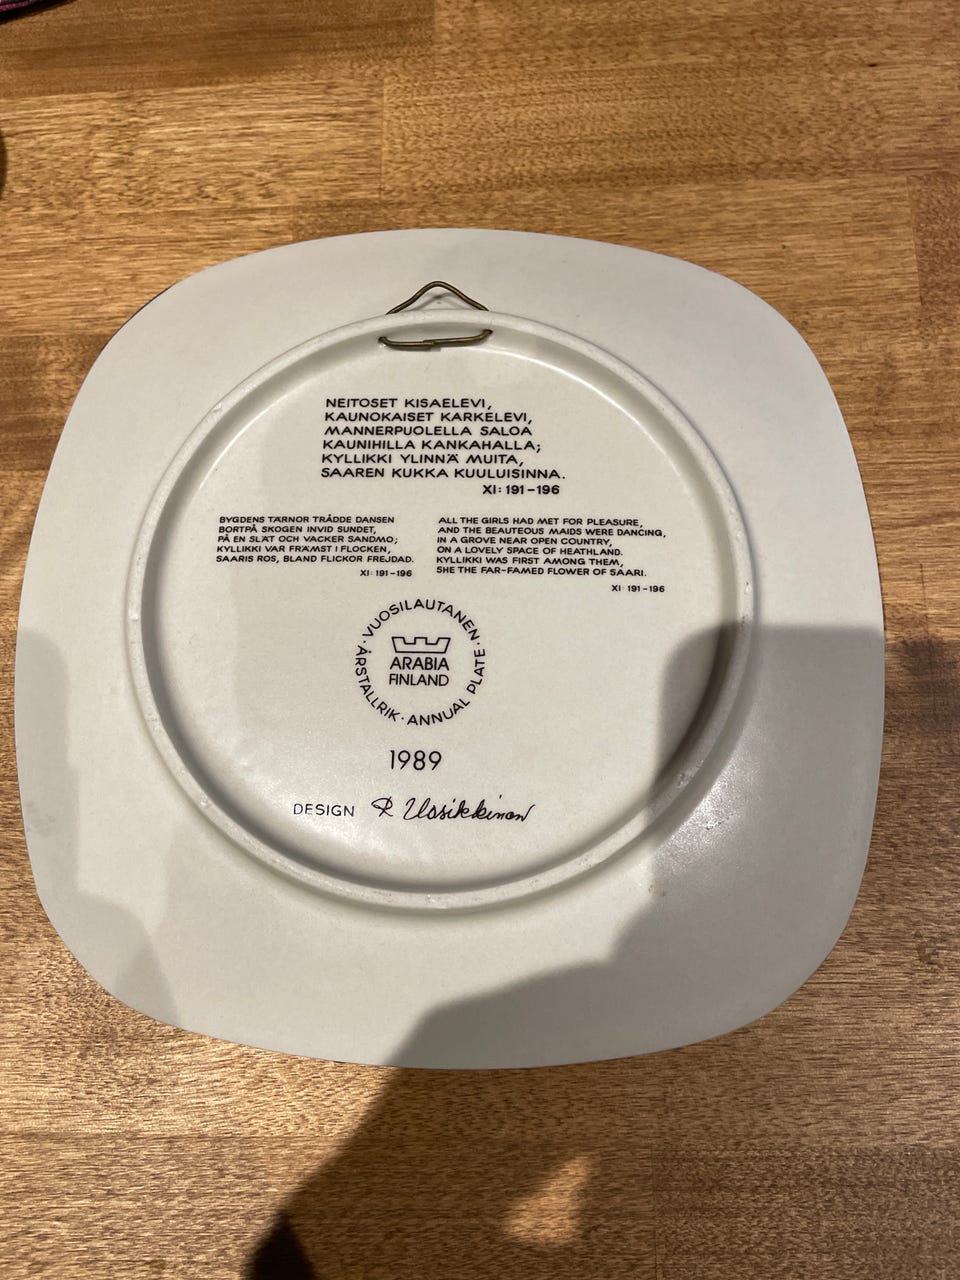 NEITOSET KISAELEVI,
KAUNOKAISET KARKELEVI,
MANNERPUOLELLA SALOA
KAUNIHILLA KANKAHALLA;
KYLLIKKI YLINNÄ MUITA,
SAAREN KUKKA KUULUISINNA.
XI: 191–196
BYGDENS TÄRNOR TRÅDDE DANSEN
BORTPÅ SKOGEN INVID SUNDET,
PÅ EN SLÄT OCH VACKER SANDMO;
KYLLIKKI VAR FRÄMST I FLOCKEN,
SAARIS ROS, BLAND FLICKOR FREJDAD.
XI: 191–196
ALL THE GIRLS HAD MET FOR PLEASURE,
AND THE BEAUTEOUS MAIDS WERE DANCING,
IN A GROVE NEAR OPEN COUNTRY,
ON A LOVELY SPACE OF HEATHLAND.
KYLLIKKI WAS FIRST AMONG THEM,
SHE THE FAR-FAMED FLOWER OF SAARI.
XI: 191–196
· VUOSILAUTANEN · ANNUAL PLATE · ÅRSTALLRIK
ARABIA
FINLAND
1989
DESIGN R Uosikkinen